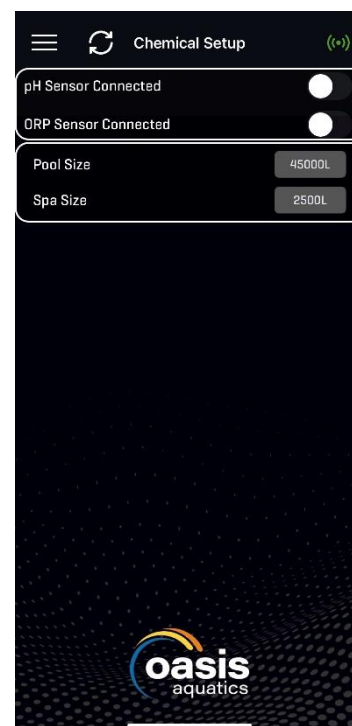 Chemical Setup
pH Sensor Connected
ORP Sensor Connected
Pool Size 45000L
Spa Size 2500L
oasis
aquatics